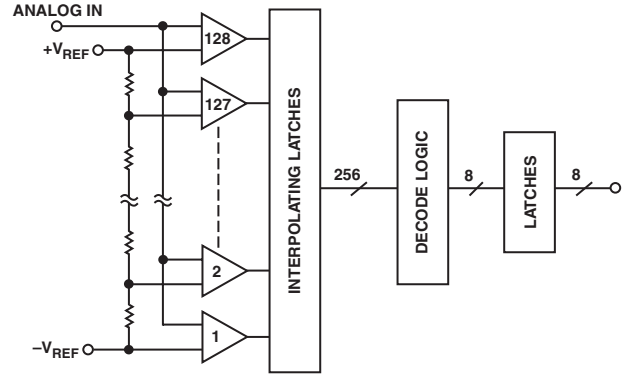 ANALOG IN
+VREF
128
127
2
1
–VREF
INTERPOLATING LATCHES
256
DECODE LOGIC
8
LATCHES
8